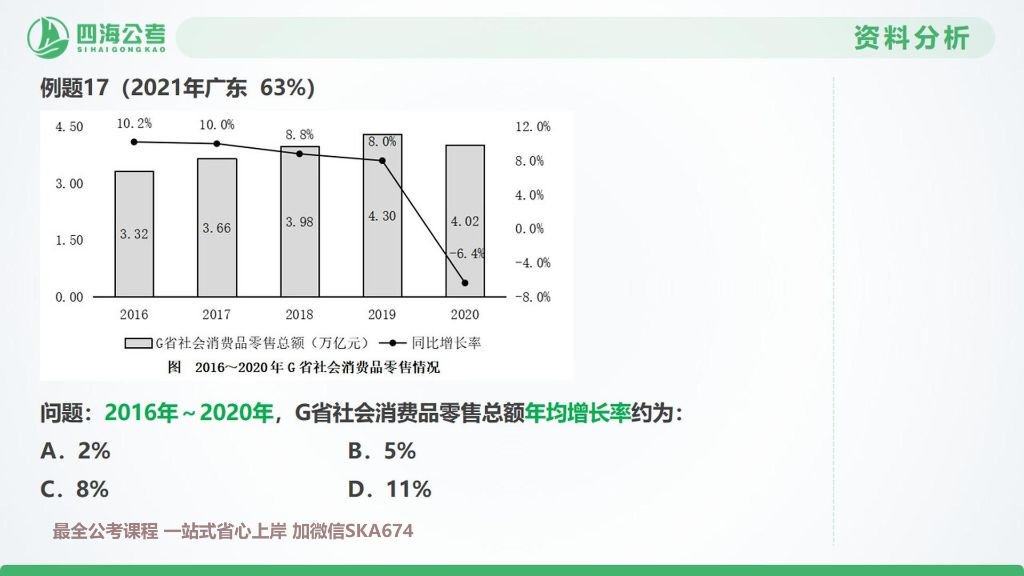 四海公考
SIHAIGONGKAO
资料分析
例题17（2021年广东 63%）
4.50 10.2% 10.0% 8.8% 8.0% 12.0%
8.0%
3.00 4.0%
3.32 3.66 3.98 4.30 4.02
0.0%
1.50 -6.4% -4.0%
0.00 -8.0%
2016 2017 2018 2019 2020
G省社会消费品零售总额（万亿元） 同比增长率
图 2016～2020年G省社会消费品零售情况
问题：2016年～2020年，G省社会消费品零售总额年均增长率约为：
A．2% B．5%
C．8% D．11%
最全公考课程 一站式省心上岸 加微信SKA674